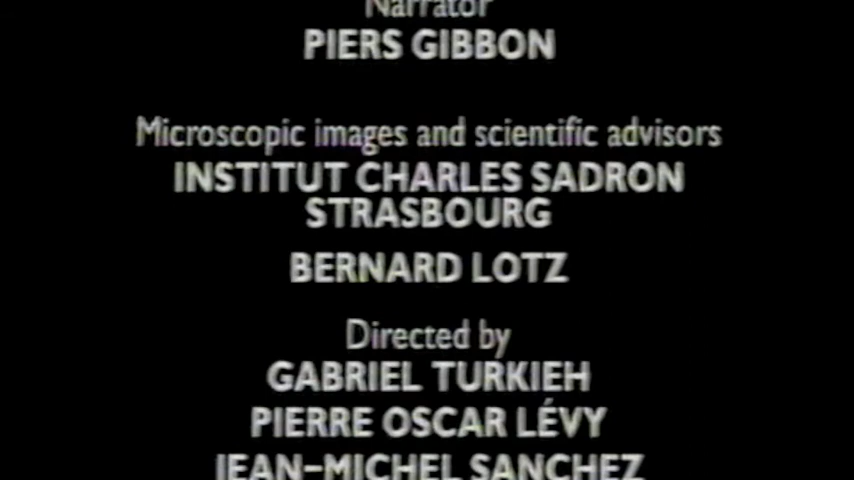 Narrator
PIERS GIBBON
Microscopic images and scientific advisors
INSTITUT CHARLES SADRON
STRASBOURG
BERNARD LOTZ
Directed by
GABRIEL TURKIEH
PIERRE OSCAR LÉVY
JEAN-MICHEL SANCHEZ